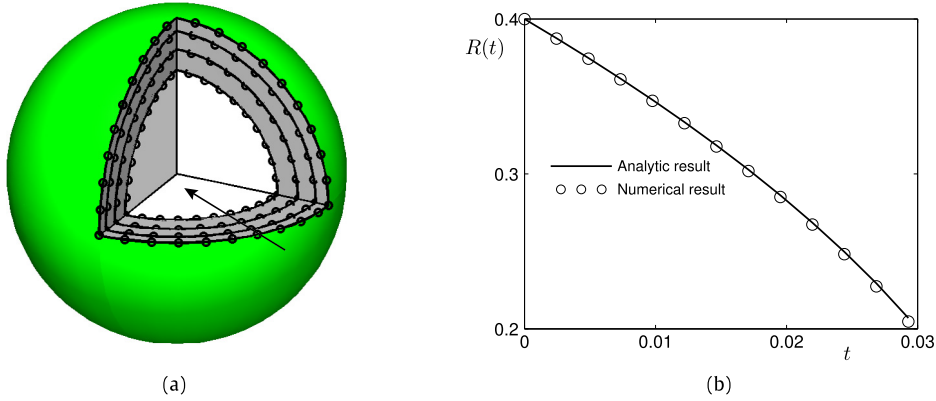 0.4
R(t)
0.3
Analytic result
Numerical result
0.2
0
0.01
0.02
0.03
t
(a)
(b)